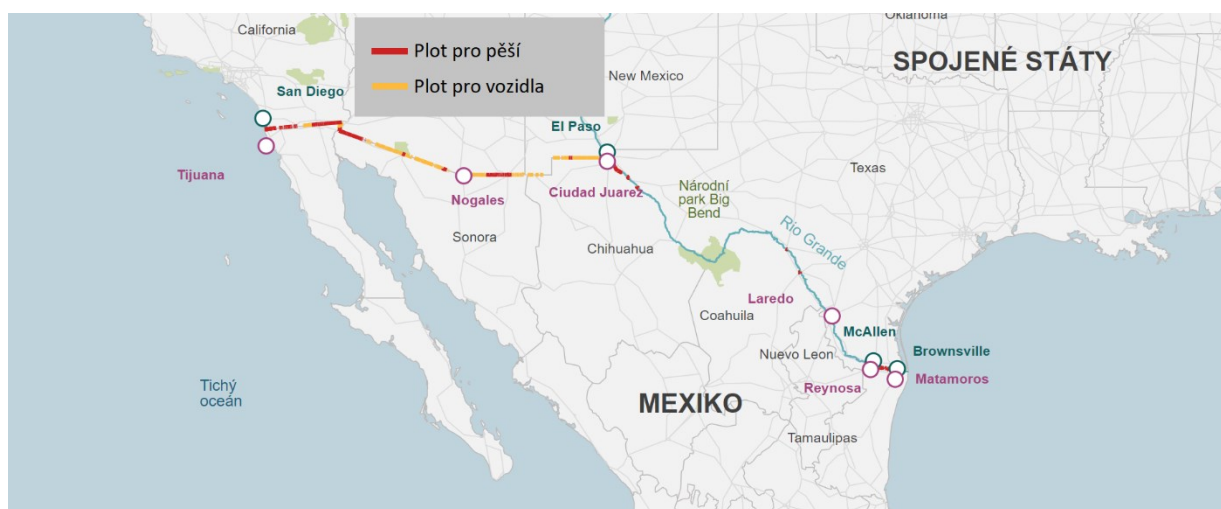 California
Oklahoma
Plot pro pěší
Plot pro vozidla
SPOJENÉ STÁTY
New Mexico
San Diego
El Paso
Tijuana
Nogales
Ciudad Juarez
Národní
park Big
Bend
Texas
Sonora
Chihuahua
Rio Grande
Laredo
Coahuila
McAllen
Nuevo Leon
Brownsville
Reynosa
Matamoros
Tichý
oceán
MEXIKO
Tamaulipas